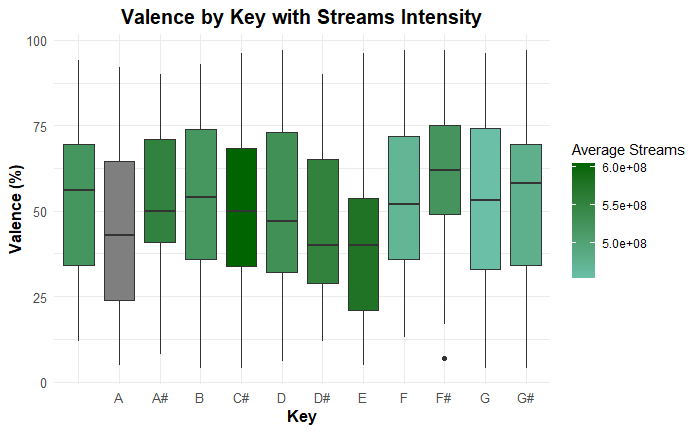 Valence by Key with Streams Intensity
100
75
50
25
0
Valence (%)
A A# B C# D D# E F F# G G#
Key
Average Streams
6.0e+08
5.5e+08
5.0e+08